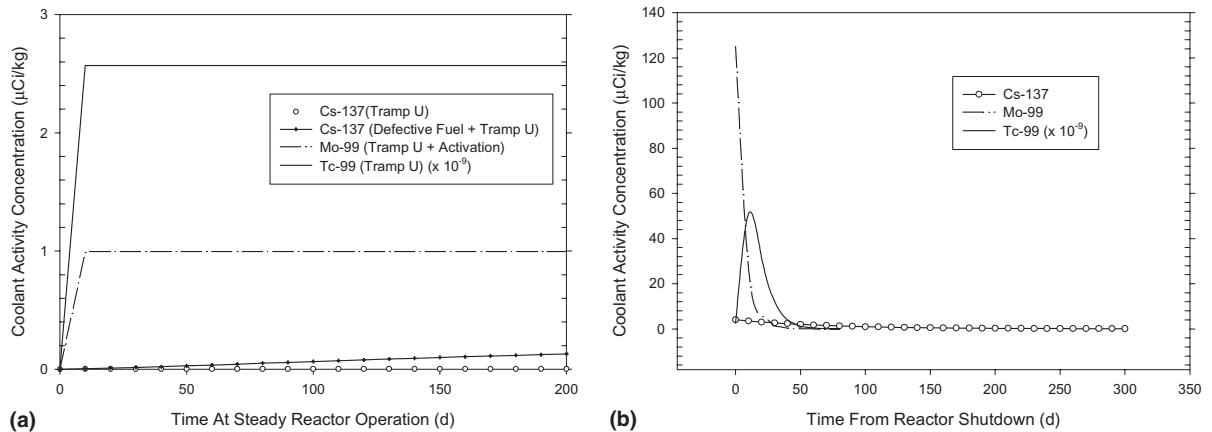 3
2
1
0
Coolant Activity Concentration (μCi/kg)
Cs-137(Tramp U)
Cs-137 (Defective Fuel + Tramp U)
Mo-99 (Tramp U + Activation)
Tc-99 (Tramp U) (x 10⁻⁹)
0 50 100 150 200
(a) Time At Steady Reactor Operation (d)
140
120
100
80
60
40
20
0
Coolant Activity Concentration (μCi/kg)
Cs-137
Mo-99
Tc-99 (x 10⁻⁹)
0 50 100 150 200 250 300 350
(b) Time From Reactor Shutdown (d)